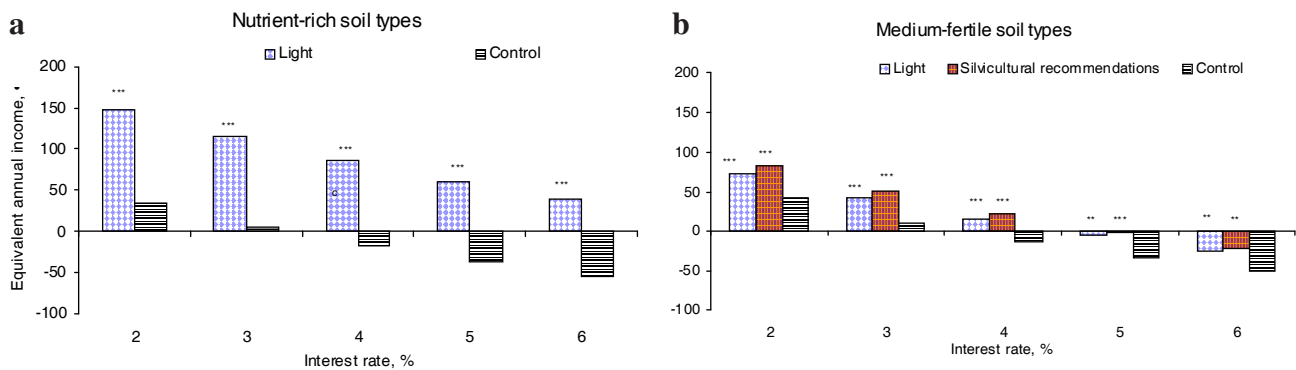 a
Nutrient-rich soil types
Light
Control
Equivalent annual income,
200
150
100
50
0
-50
-100
***
***
***
***
***
2
3
4
5
6
Interest rate, %
b
Medium-fertile soil types
Light
Silvicultural recommendations
Control
200
150
100
50
0
-50
-100
*** ***
*** ***
*** ***
** ***
** **
2
3
4
5
6
Interest rate, %